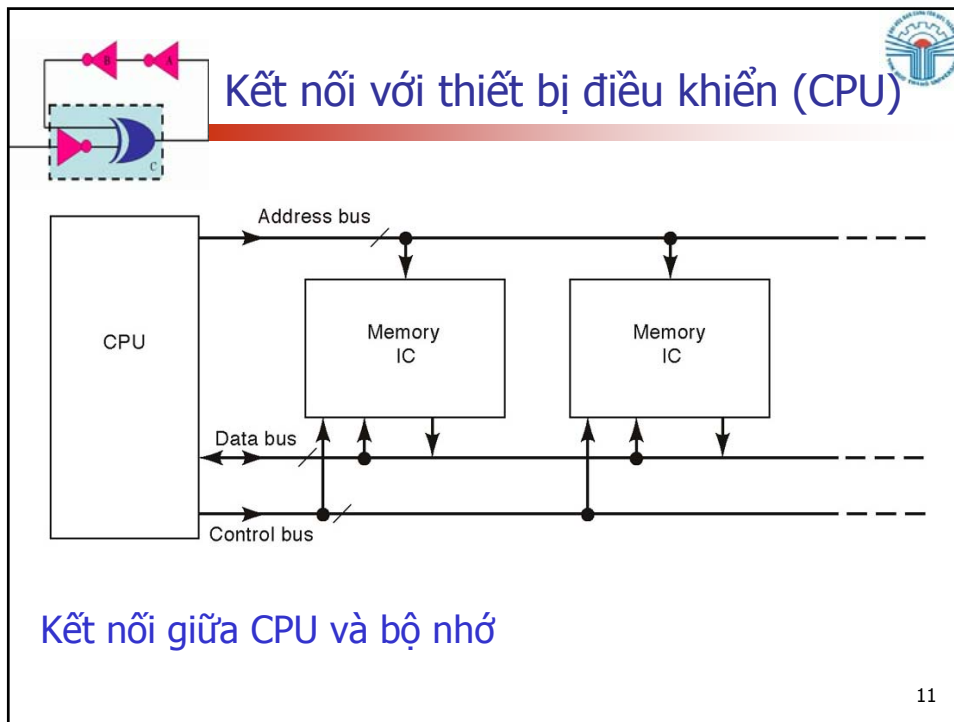 B
A
C
Kết nối với thiết bị điều khiển (CPU)
Address bus
CPU
Memory
IC
Memory
IC
Data bus
Control bus
Kết nối giữa CPU và bộ nhớ
11